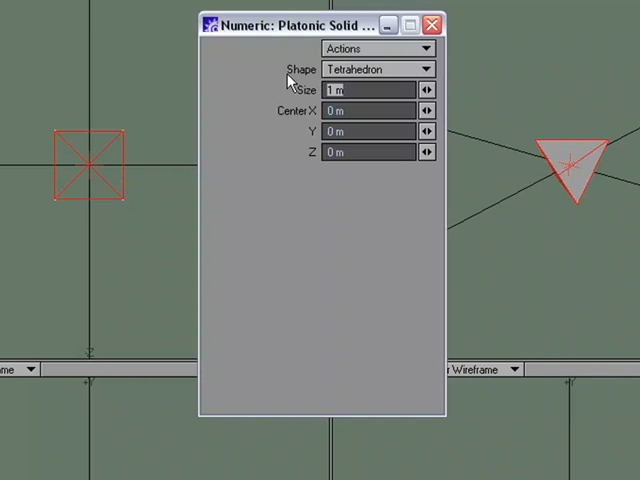 Numeric: Platonic Solid ...
Actions
Shape Tetrahedron
Size 1 m
Center X 0 m
Y 0 m
Z 0 m
Z
ame
r Wireframe
+Y
+Y